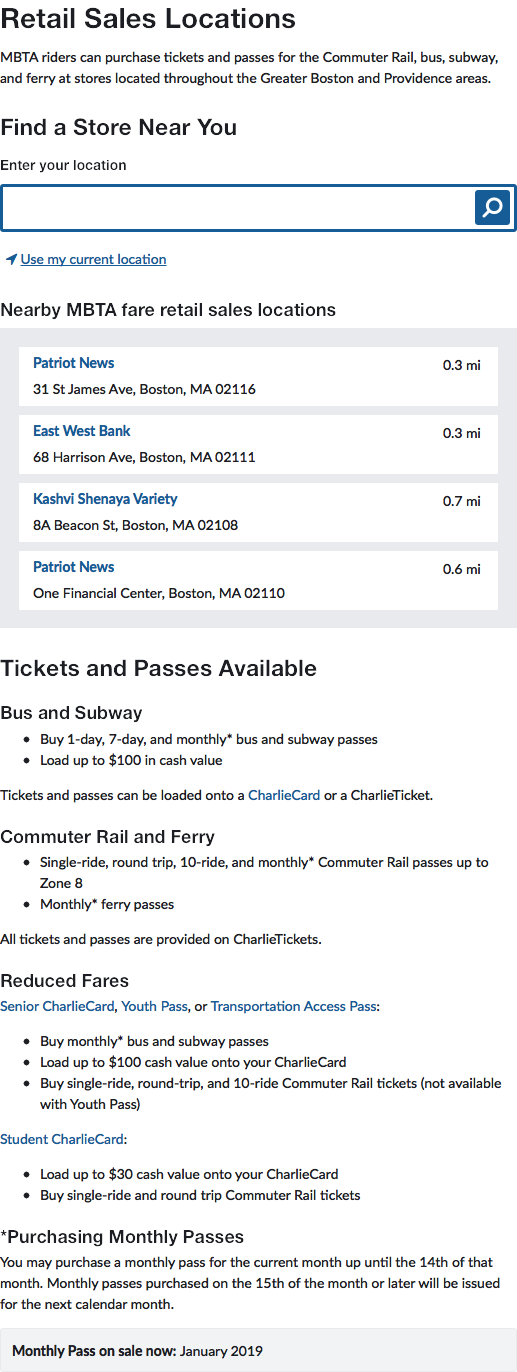 Retail Sales Locations
MBTA riders can purchase tickets and passes for the Commuter Rail, bus, subway,
and ferry at stores located throughout the Greater Boston and Providence areas.
Find a Store Near You
Enter your location
Use my current location
Nearby MBTA fare retail sales locations
Patriot News 0.3 mi
31 St James Ave, Boston, MA 02116
East West Bank 0.3 mi
68 Harrison Ave, Boston, MA 02111
Kashvi Shenaya Variety 0.7 mi
8A Beacon St, Boston, MA 02108
Patriot News 0.6 mi
One Financial Center, Boston, MA 02110
Tickets and Passes Available
Bus and Subway
• Buy 1-day, 7-day, and monthly* bus and subway passes
• Load up to $100 in cash value
Tickets and passes can be loaded onto a CharlieCard or a CharlieTicket.
Commuter Rail and Ferry
• Single-ride, round trip, 10-ride, and monthly* Commuter Rail passes up to
Zone 8
• Monthly* ferry passes
All tickets and passes are provided on CharlieTickets.
Reduced Fares
Senior CharlieCard, Youth Pass, or Transportation Access Pass:
• Buy monthly* bus and subway passes
• Load up to $100 cash value onto your CharlieCard
• Buy single-ride, round-trip, and 10-ride Commuter Rail tickets (not available
with Youth Pass)
Student CharlieCard:
• Load up to $30 cash value onto your CharlieCard
• Buy single-ride and round trip Commuter Rail tickets
*Purchasing Monthly Passes
You may purchase a monthly pass for the current month up until the 14th of that
month. Monthly passes purchased on the 15th of the month or later will be issued
for the next calendar month.
Monthly Pass on sale now: January 2019